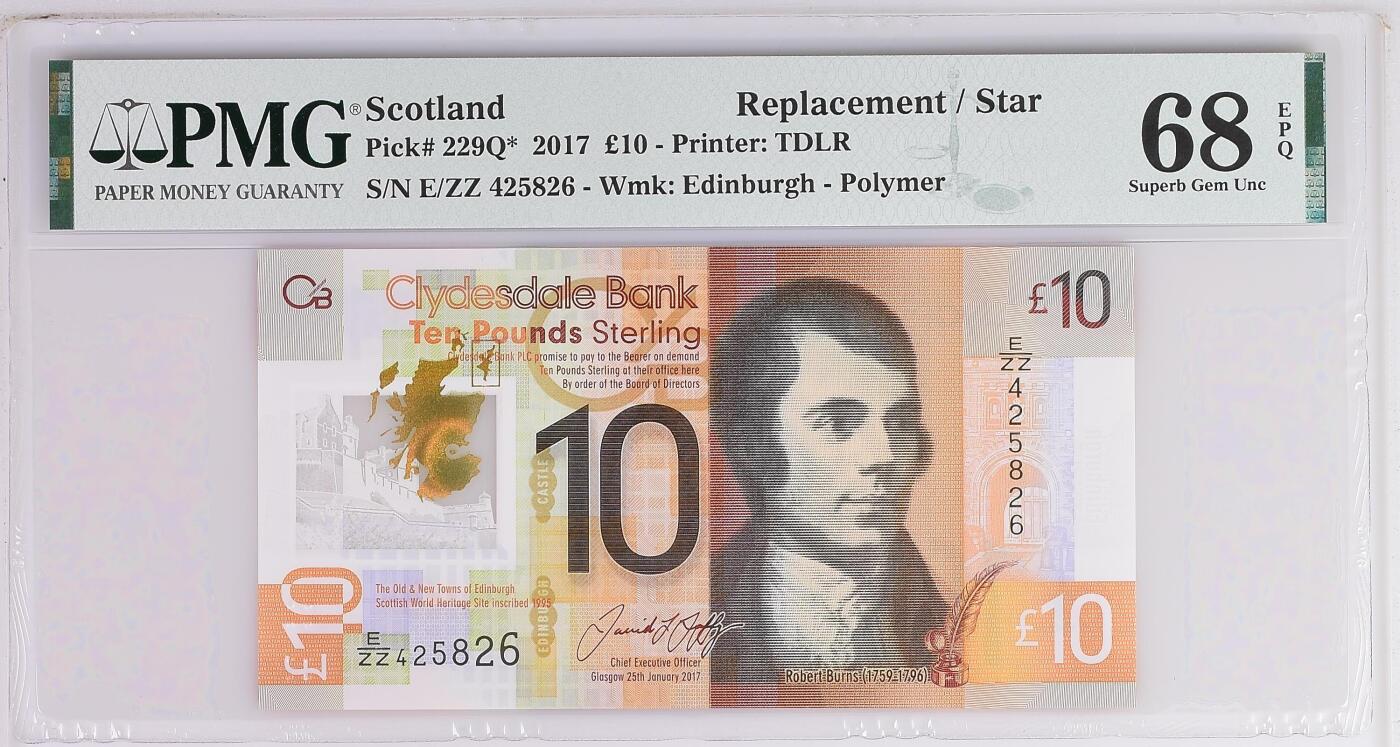 PMG®
PAPER MONEY GUARANTY
Scotland
Replacement / Star
Pick# 229Q* 2017 £10 - Printer: TDLR
S/N E/ZZ 425826 - Wmk: Edinburgh - Polymer
68
EPQ
Superb Gem Unc
CB
Clydesdale Bank
Ten Pounds Sterling
Clydesdale Bank PLC promise to pay to the Bearer on demand
Ten Pounds Sterling at their office here
By order of the Board of Directors
£10
E
ZZ
425826
10
EDINBURGH CASTLE
£10
The Old & New Towns of Edinburgh
Scottish World Heritage Site inscribed 1995
E
ZZ 425826
Chief Executive Officer
Glasgow 25th January 2017
Robert Burns (1759-1796)
£10